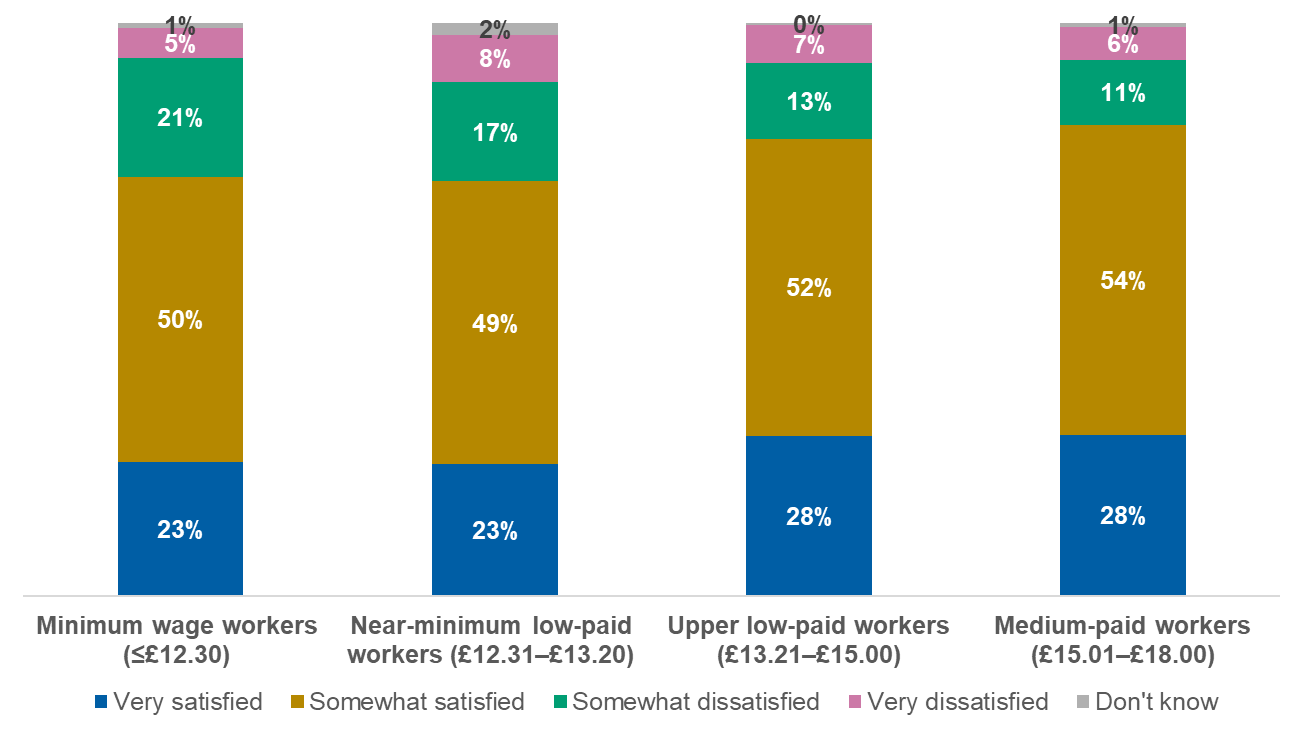 1% 2% 0% 1%
5% 8% 7% 6%
21% 17% 13% 11%
50% 49% 52% 54%
23% 23% 28% 28%
Minimum wage workers Near-minimum low-paid Upper low-paid workers Medium-paid workers
(≤£12.30) workers (£12.31–£13.20) (£13.21–£15.00) (£15.01–£18.00)
Very satisfied Somewhat satisfied Somewhat dissatisfied Very dissatisfied Don't know